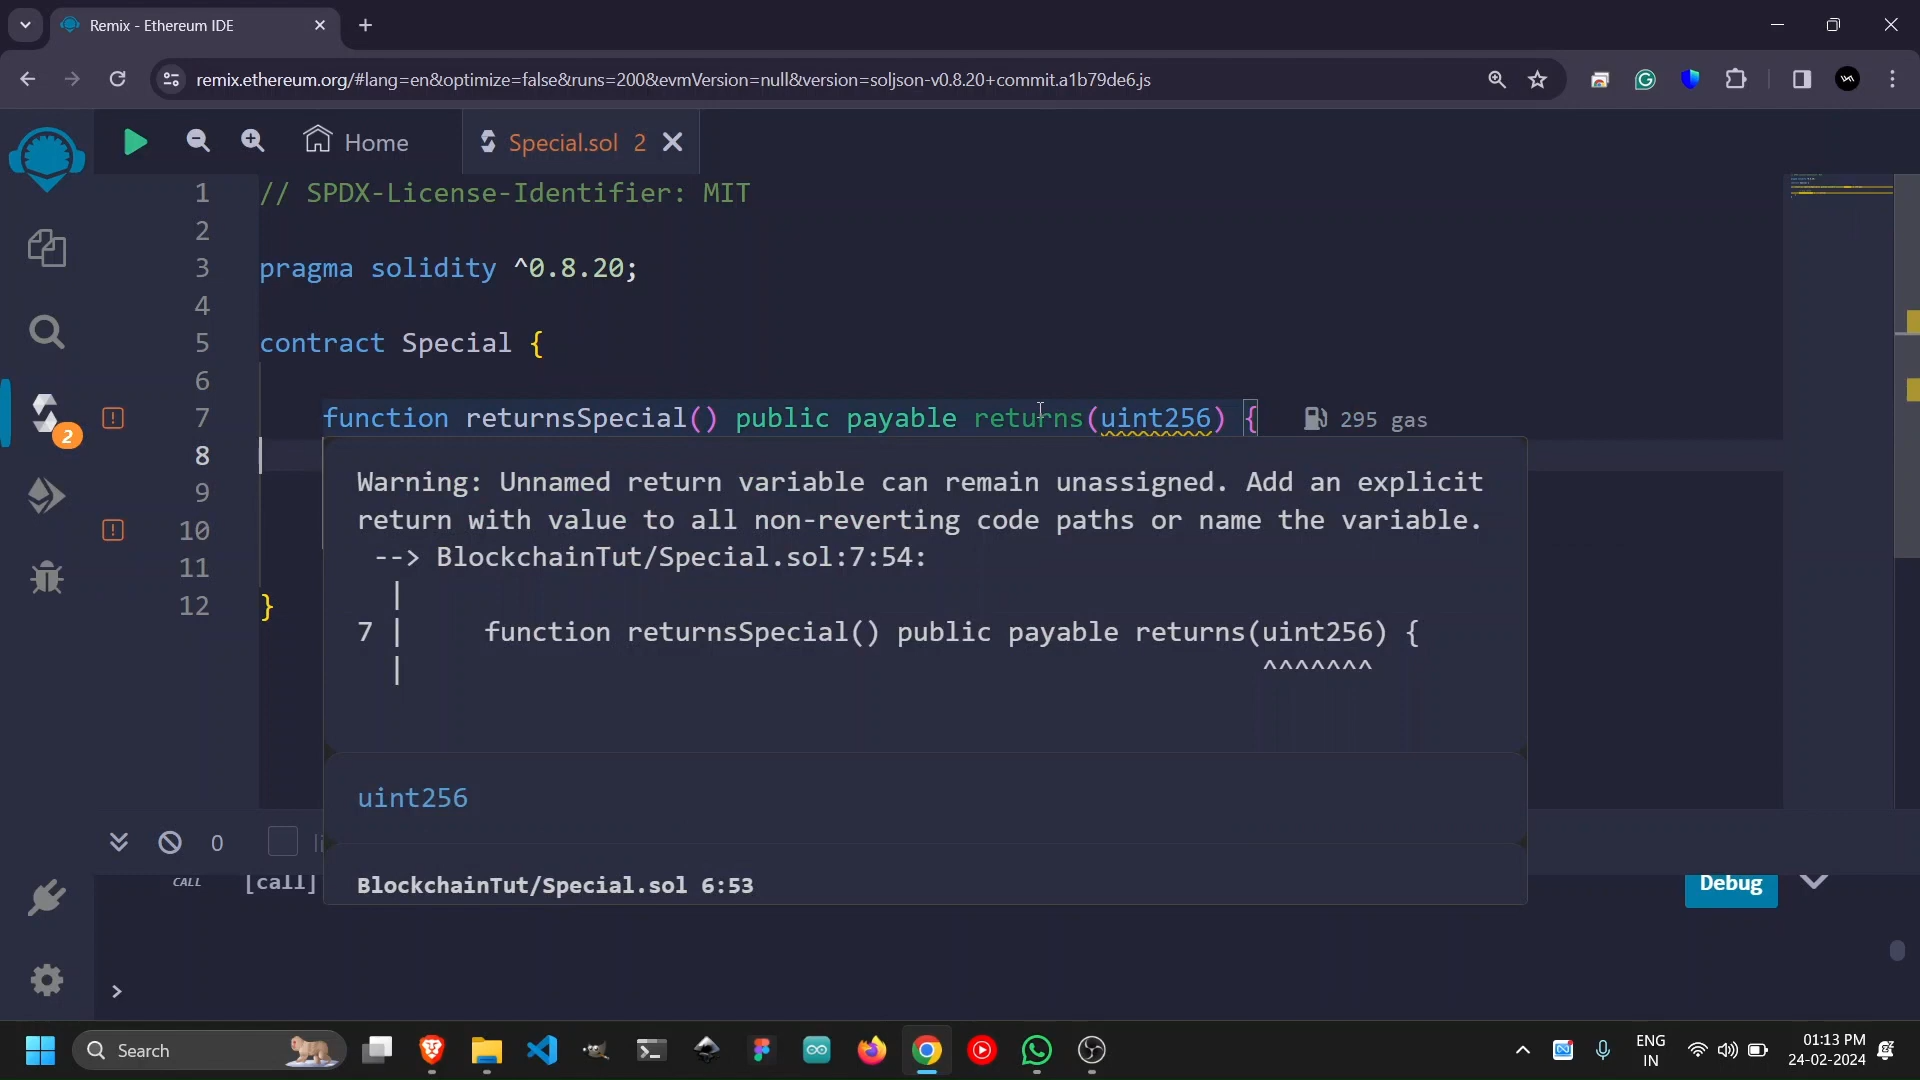 Remix - Ethereum IDE
remix.ethereum.org/#lang=en&optimize=false&runs=200&evmVersion=null&version=soljson-v0.8.20+commit.a1b79de6.js
Home
Special.sol 2
1 // SPDX-License-Identifier: MIT
2
3 pragma solidity ^0.8.20;
4
5 contract Special {
6
7 function returnsSpecial() public payable returns(uint256) { 295 gas
8
Warning: Unnamed return variable can remain unassigned. Add an explicit
return with value to all non-reverting code paths or name the variable.
--> BlockchainTut/Special.sol:7:54:
|
7 | function returnsSpecial() public payable returns(uint256) {
| ^^^^^^^
uint256
BlockchainTut/Special.sol 6:53
9
10
11
12 }
2
0
CALL [call]
Debug
>
Search
ENG
IN
01:13 PM
24-02-2024